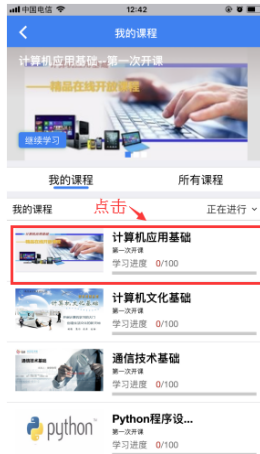 中国电信 12:42
我的课程
计算机应用基础--第一次开课
——精品在线开放课程
继续学习
我的课程 所有课程
我的课程 点击 正在进行
计算机应用基础
第一次开课
学习进度 0/100
计算机文化基础
第一次开课
学习进度 0/100
通信技术基础
第一次开课
学习进度 0/100
python
Python程序设...
第一次开课
学习进度 0/100